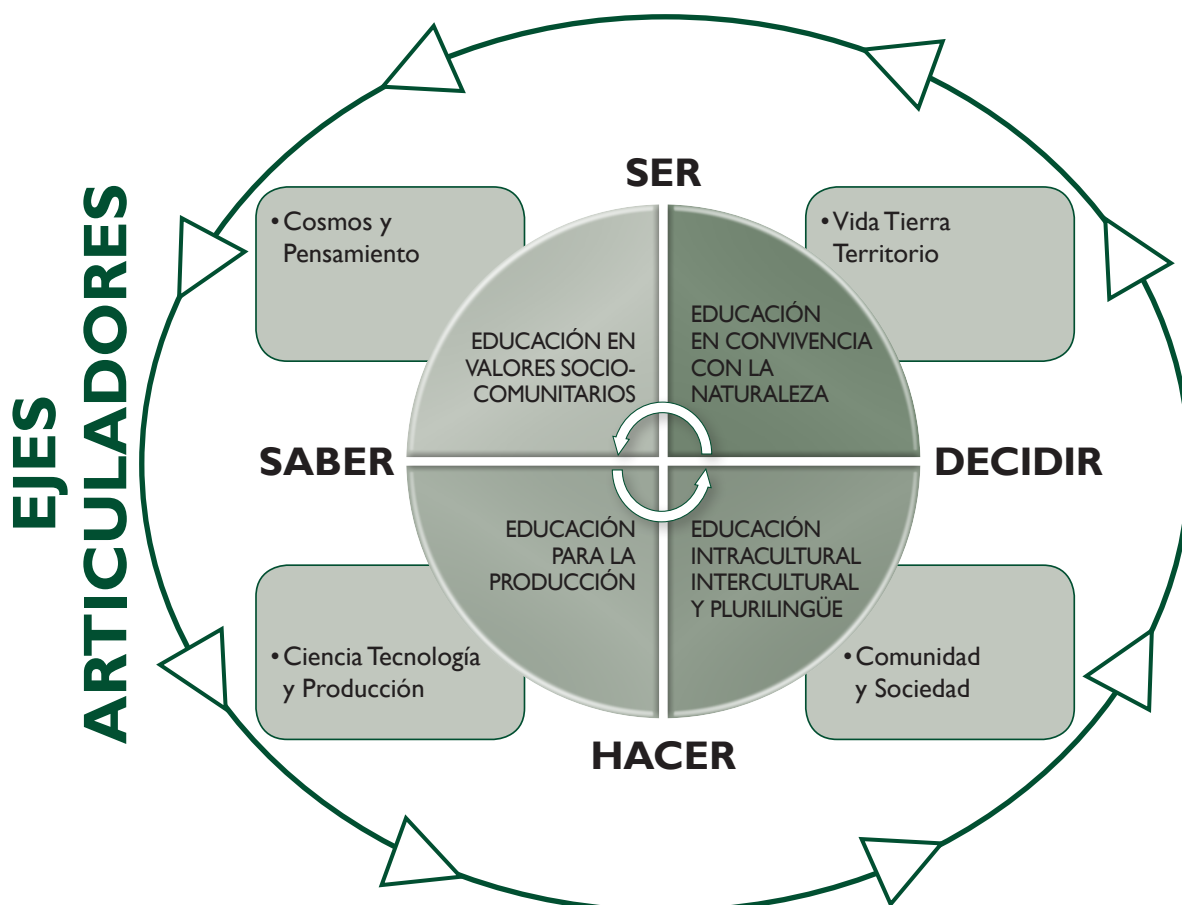 EJES
ARTICULADORES
SER
• Cosmos y
Pensamiento
• Vida Tierra
Territorio
EDUCACIÓN EN
VALORES SOCIO-
COMUNITARIOS
EDUCACIÓN
EN CONVIVENCIA
CON LA
NATURALEZA
SABER
DECIDIR
EDUCACIÓN
PARA LA
PRODUCCIÓN
EDUCACIÓN
INTRACULTURAL
INTERCULTURAL
Y PLURILINGÜE
• Ciencia Tecnología
y Producción
• Comunidad
y Sociedad
HACER